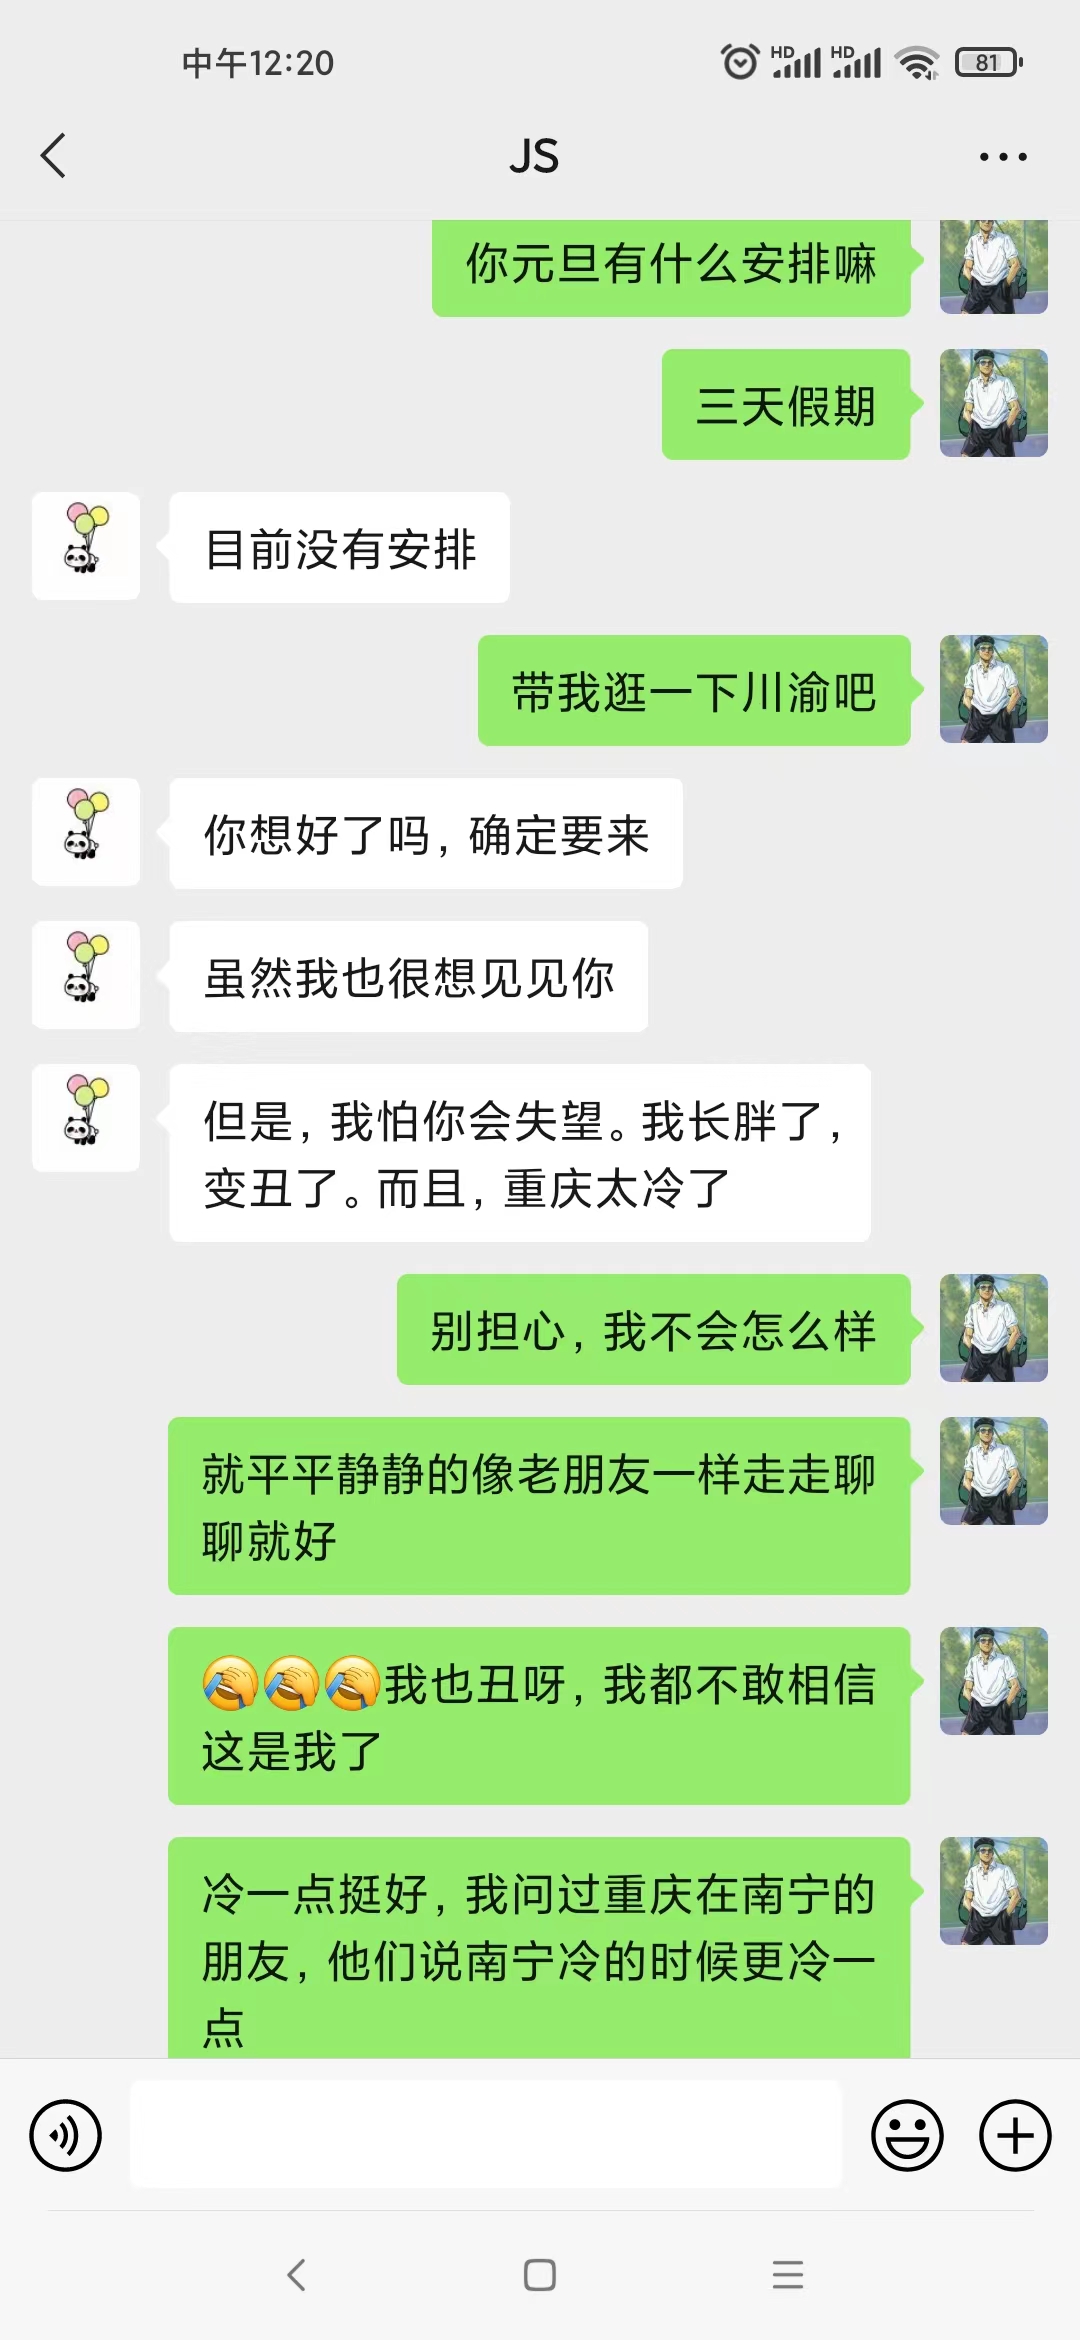 中午12:20
HD HD 81
JS
你元旦有什么安排嘛
三天假期
目前没有安排
带我逛一下川渝吧
你想好了吗,确定要来
虽然我也很想见见你
但是,我怕你会失望。我长胖了,
变丑了。而且,重庆太冷了
别担心,我不会怎么样
就平平静静的像老朋友一样走走聊
聊就好
🤦🤦🤦我也丑呀,我都不敢相信
这是我了
冷一点挺好,我问过重庆在南宁的
朋友,他们说南宁冷的时候更冷一
点